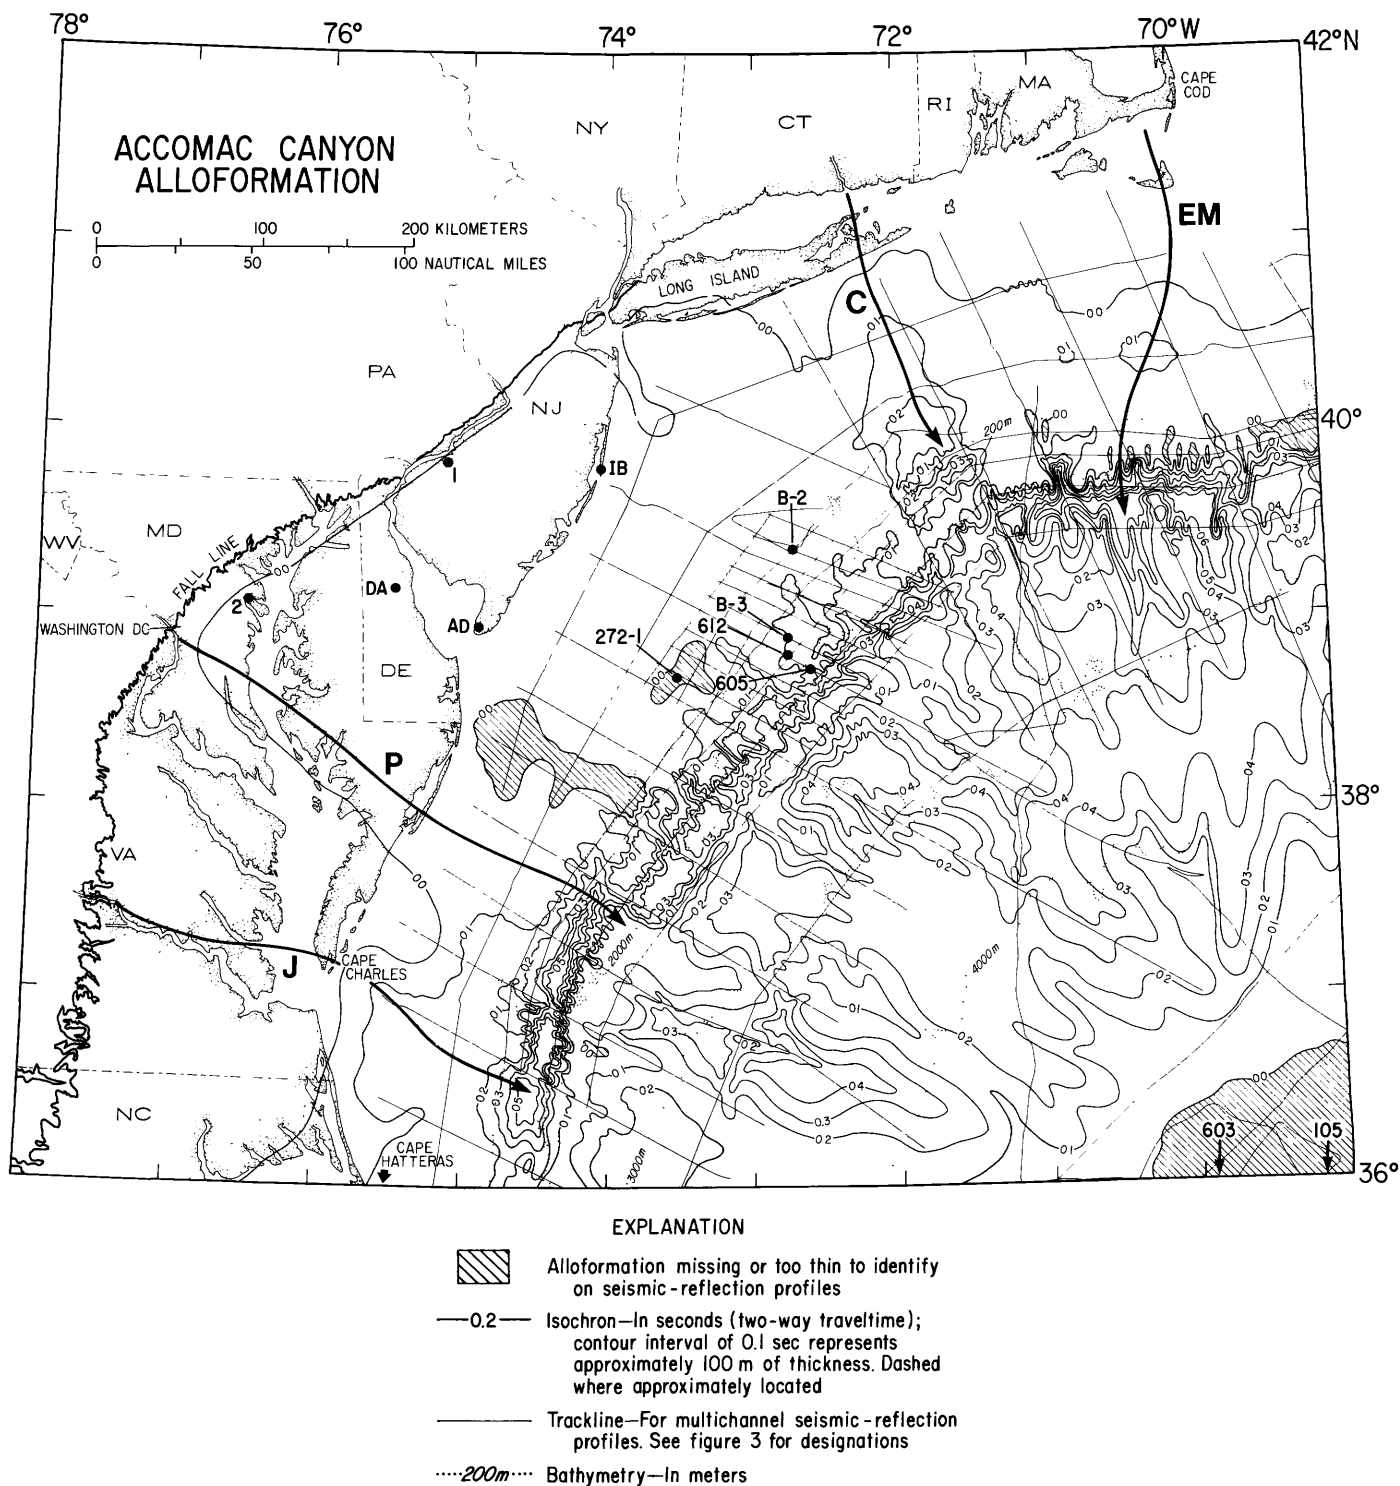 78°
76°
74°
72°
70°W
42°N
ACCOMAC CANYON
ALLOFORMATION
0 100 200 KILOMETERS
0 50 100 NAUTICAL MILES
NY
CT
RI
MA
CAPE
COD
EM
LONG ISLAND
C
PA
NJ
200m
40°
1
IB
B-2
MD
WV
FALL LINE
DA
2
AD
B-3
612
WASHINGTON DC
272-1
605
DE
P
38°
VA
J
CAPE
CHARLES
2000m
4000m
NC
CAPE
HATTERAS
3000m
603
105
36°
EXPLANATION
Alloformation missing or too thin to identify
on seismic-reflection profiles
0.2 Isochron—In seconds (two-way traveltime);
contour interval of 0.1 sec represents
approximately 100 m of thickness. Dashed
where approximately located
Trackline—For multichannel seismic-reflection
profiles. See figure 3 for designations
·····200m···· Bathymetry—In meters